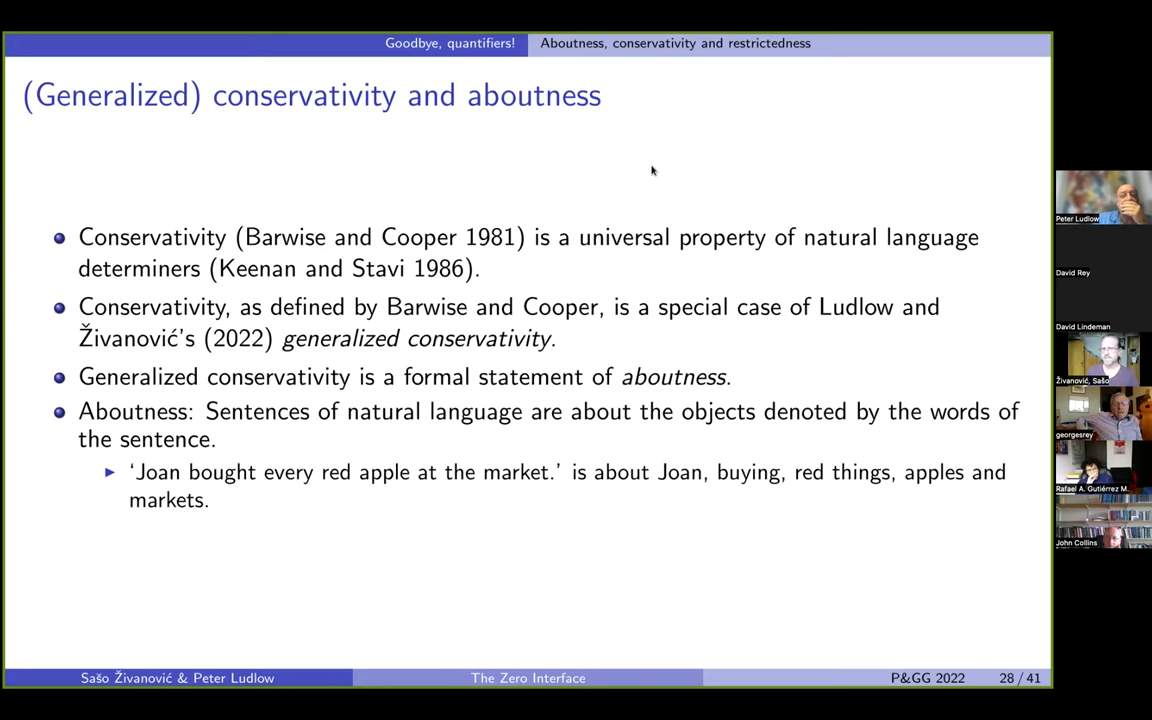 Goodbye, quantifiers! Aboutness, conservativity and restrictedness
(Generalized) conservativity and aboutness
Conservativity (Barwise and Cooper 1981) is a universal property of natural language
determiners (Keenan and Stavi 1986).
Conservativity, as defined by Barwise and Cooper, is a special case of Ludlow and
Živanović's (2022) generalized conservativity.
Generalized conservativity is a formal statement of aboutness.
Aboutness: Sentences of natural language are about the objects denoted by the words of
the sentence.
‘Joan bought every red apple at the market.’ is about Joan, buying, red things, apples and
markets.
Sašo Živanović & Peter Ludlow The Zero Interface P&GG 2022 28 / 41
Peter Ludlow
David Rey
David Lindeman
Živanović, Sašo
georgesrey
Rafael A. Gutiérrez M.
John Collins